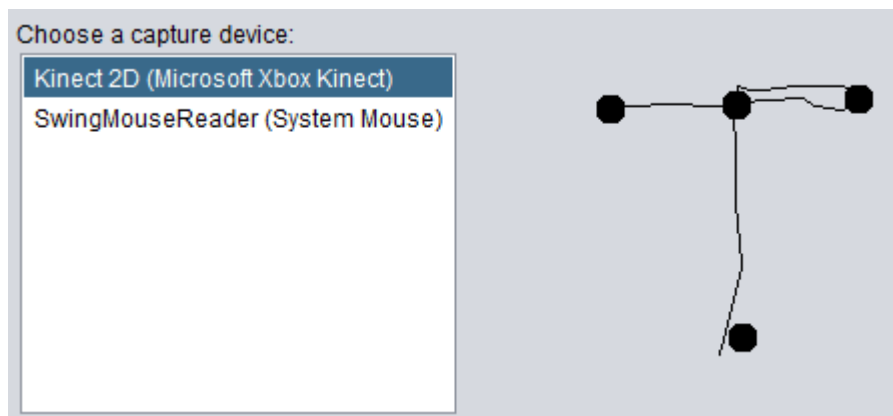 Choose a capture device:
Kinect 2D (Microsoft Xbox Kinect)
SwingMouseReader (System Mouse)